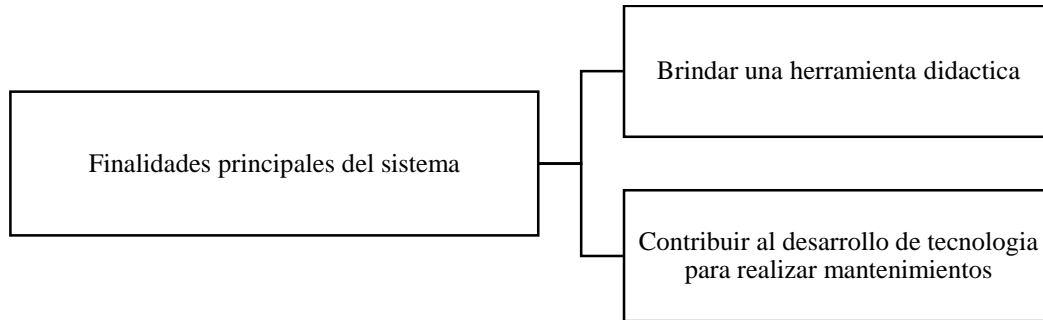 Brindar una herramienta didactica
Finalidades principales del sistema
Contribuir al desarrollo de tecnologia
para realizar mantenimientos